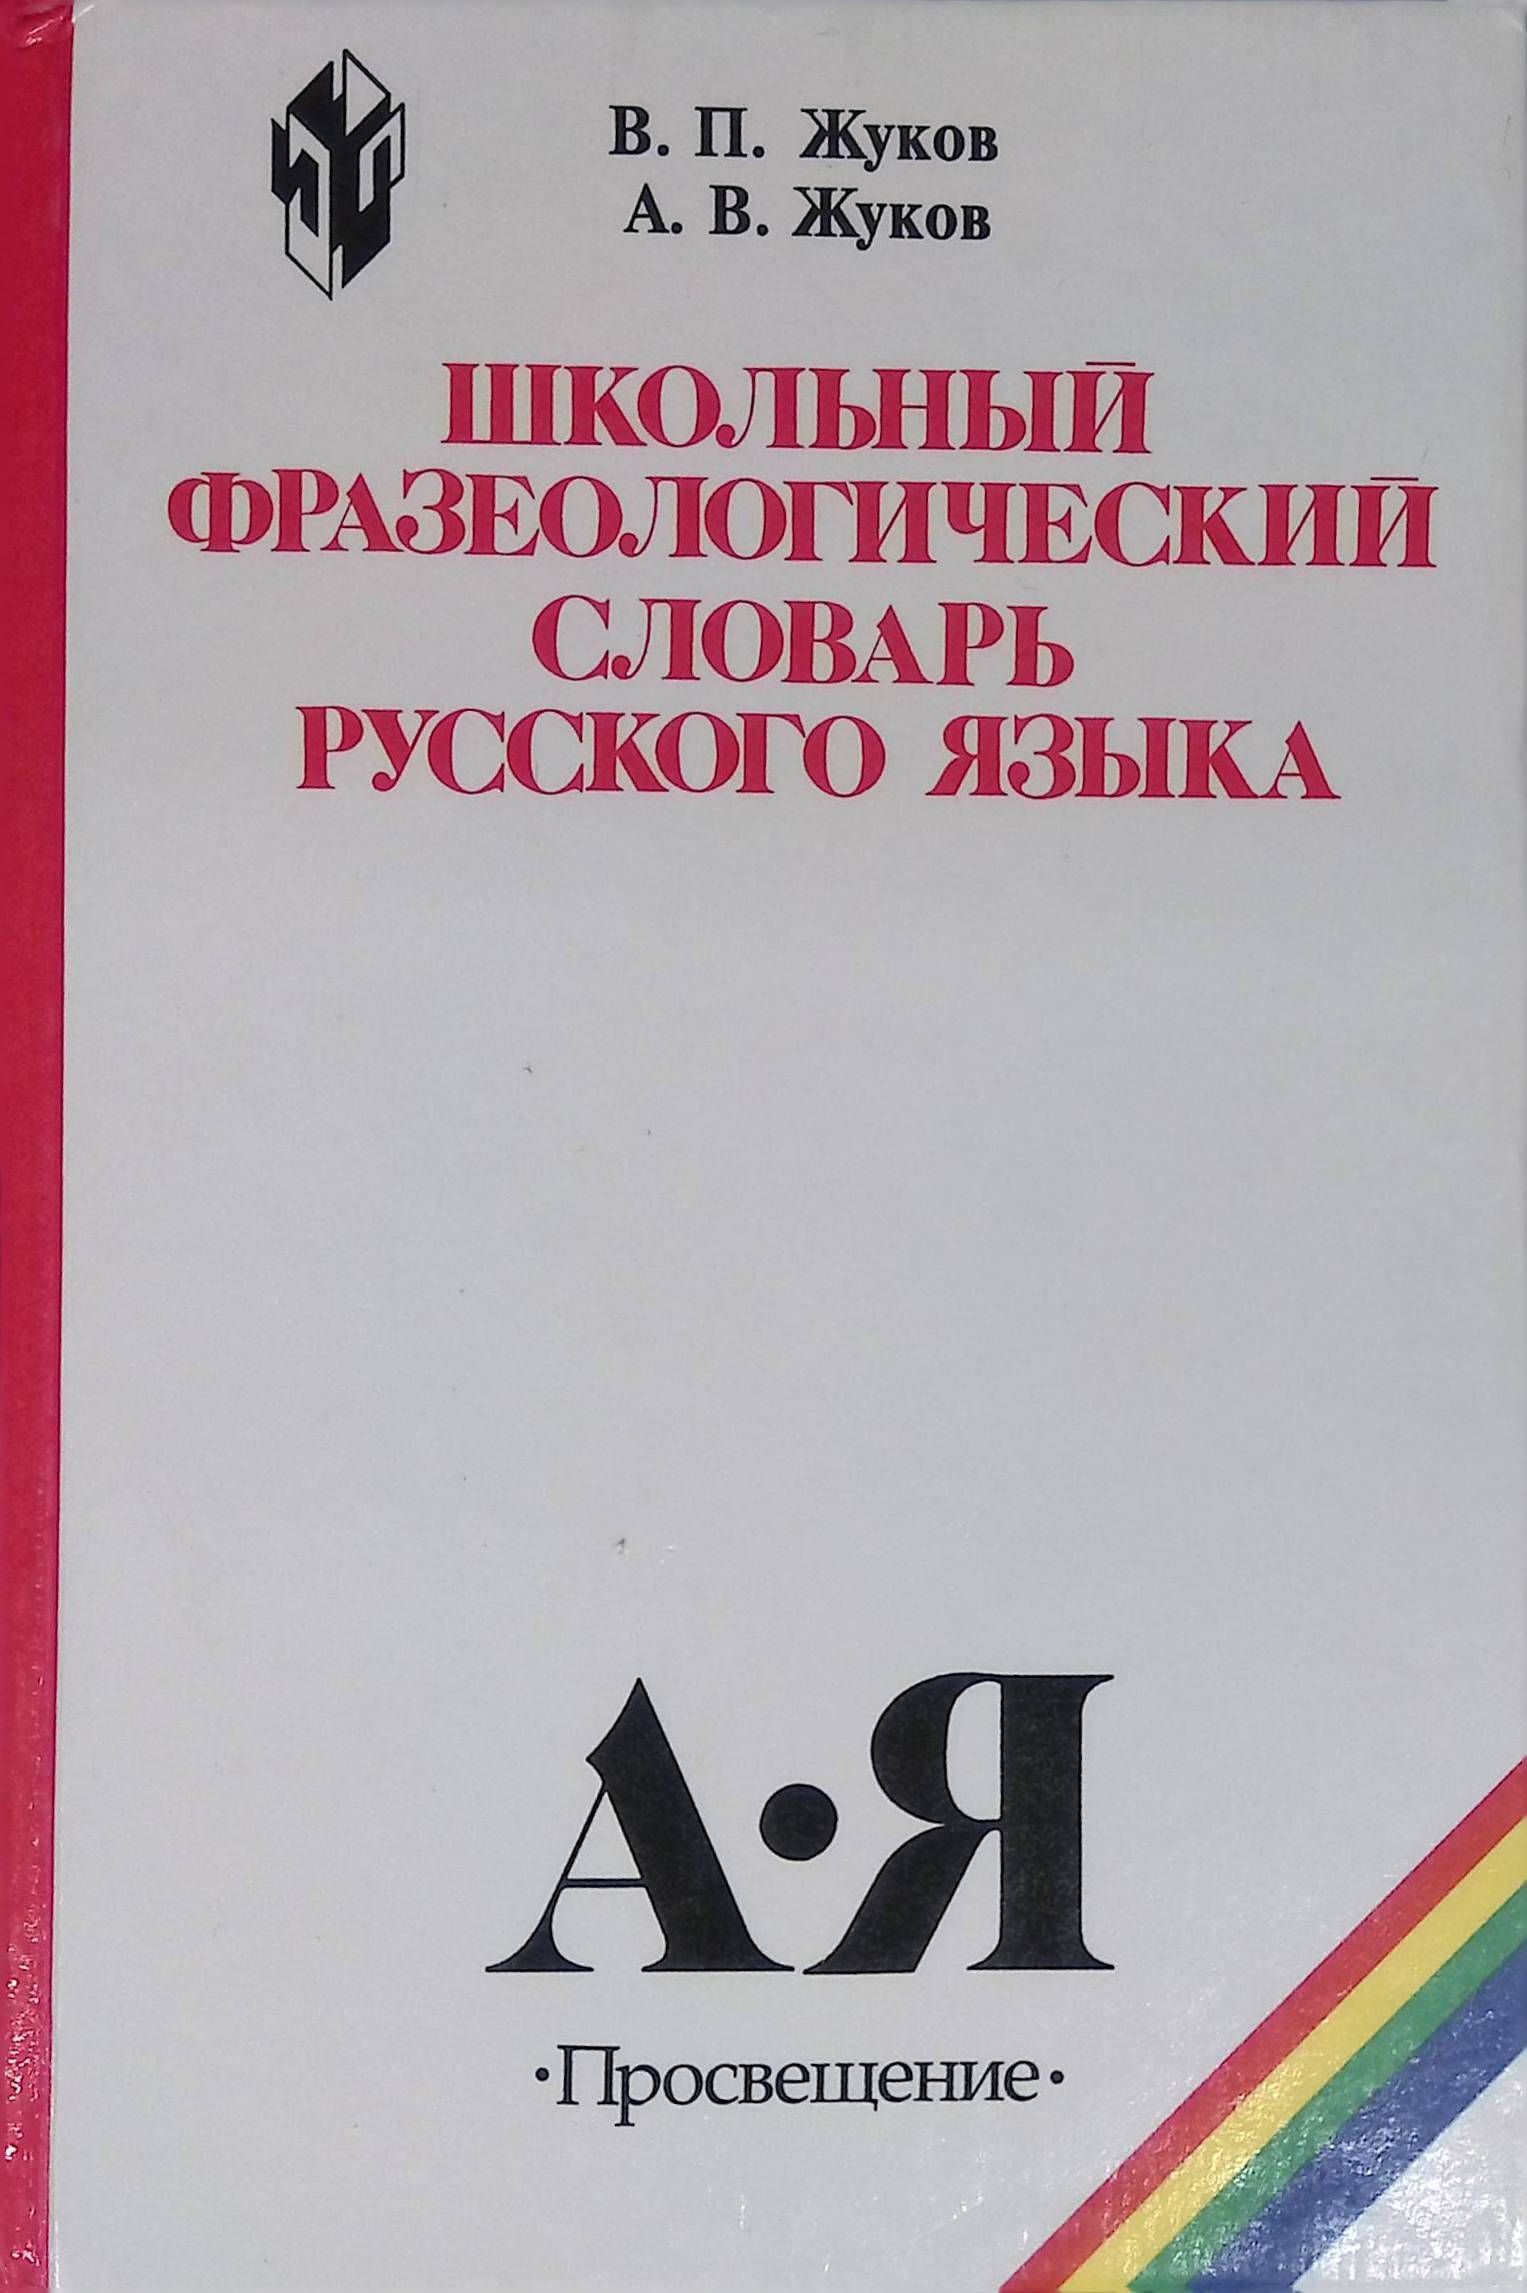 В. П. Жуков
А. В. Жуков
ШКОЛЬНЫЙ
ФРАЗЕОЛОГИЧЕСКИЙ
СЛОВАРЬ
РУССКОГО ЯЗЫКА
А•Я
•Просвещение•